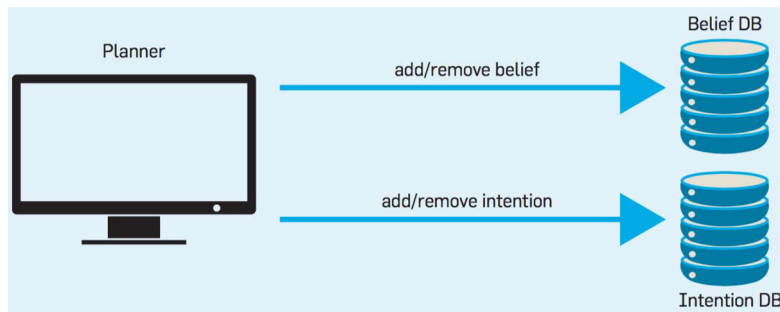 Belief DB
Planner
add/remove belief
add/remove intention
Intention DB